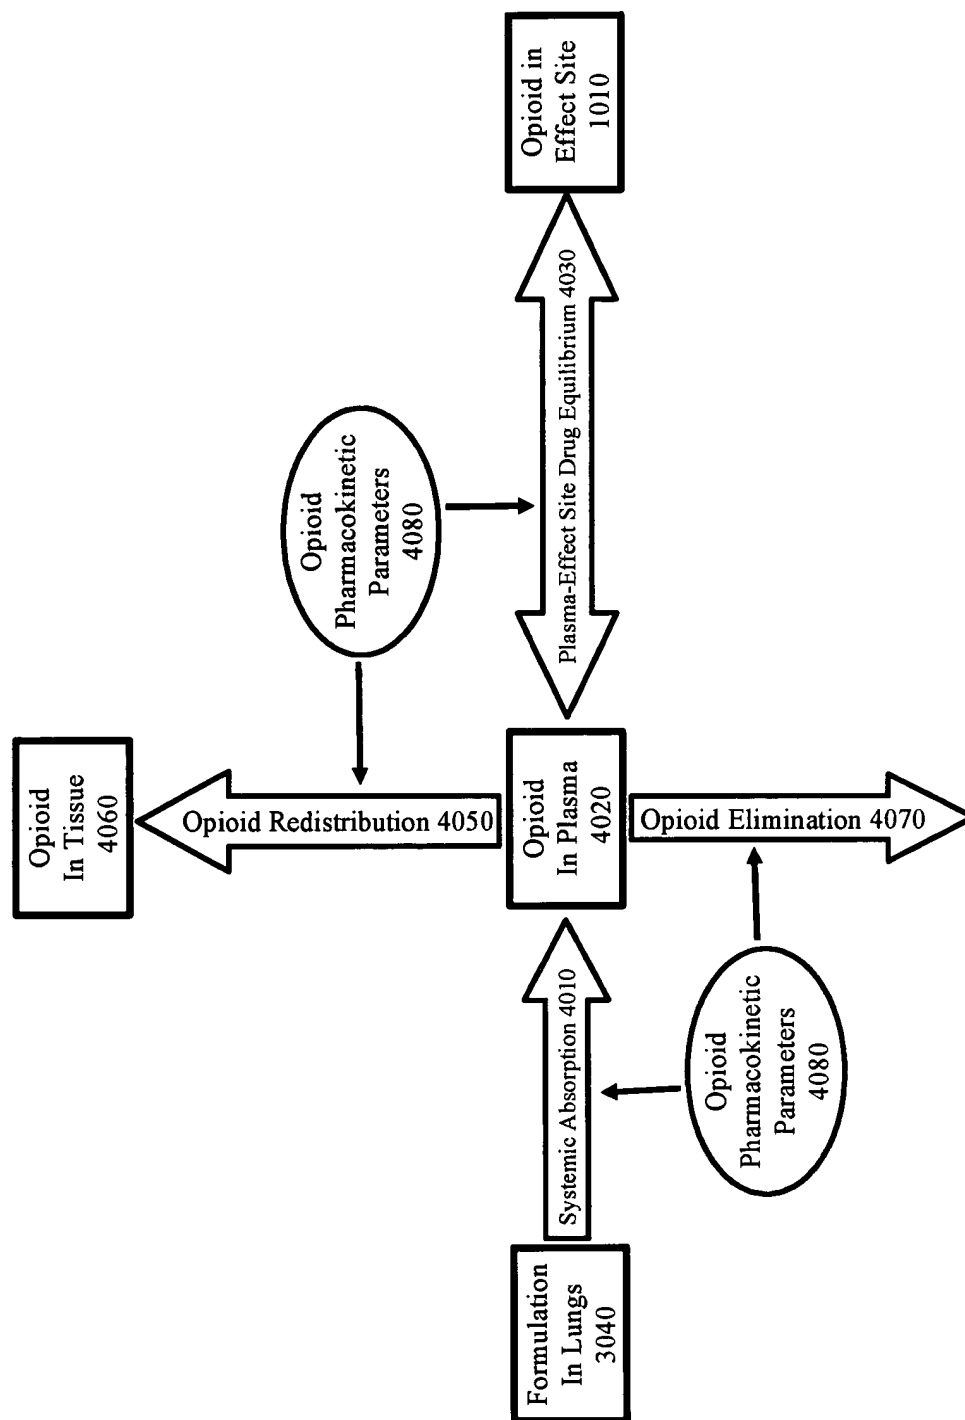 Opioid
In Tissue
4060
Opioid Redistribution 4050
Opioid
Pharmacokinetic
Parameters
4080
Formulation
In Lungs
3040
Systemic Absorption 4010
Opioid
In Plasma
4020
Plasma-Effect Site Drug Equilibrium 4030
Opioid in
Effect Site
1010
Opioid Elimination 4070
Opioid
Pharmacokinetic
Parameters
4080